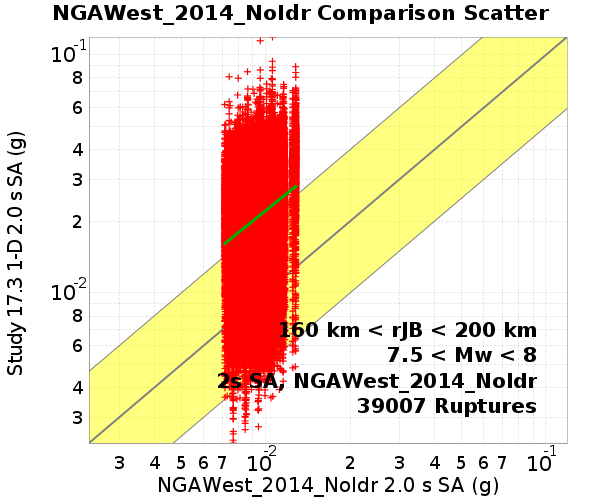 NGAWest_2014_NoIdr Comparison Scatter
10-1
8
6
4
3
2
10-2
8
6
4
3
Study 17.3 1-D 2.0 s SA (g)
160 km < rJB < 200 km
7.5 < Mw < 8
2s SA, NGAWest_2014_NoIdr
39007 Ruptures
3 4 5 6 7 10-2 2 3 4 5 6 7 10-1
NGAWest_2014_NoIdr 2.0 s SA (g)